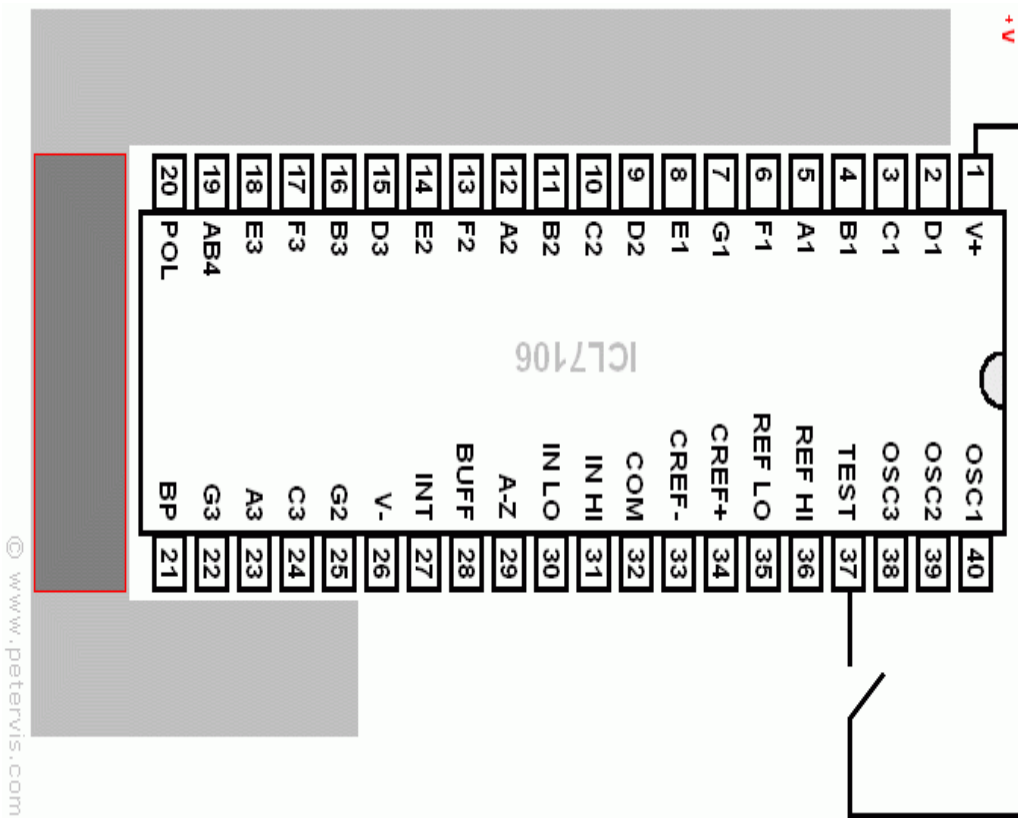 +V
20 19 18 17 16 15 14 13 12 11 10 9 8 7 6 5 4 3 2 1
POL AB4 E3 F3 B3 D3 E2 F2 A2 B2 C2 D2 E1 G1 F1 A1 B1 C1 D1 V+
ICL7106
BP G3 A3 C3 G2 V- INT BUFF A-Z IN LO IN HI COM CREF- CREF+ REF LO REF HI TEST OSC3 OSC2 OSC1
21 22 23 24 25 26 27 28 29 30 31 32 33 34 35 36 37 38 39 40
© www.petervis.com